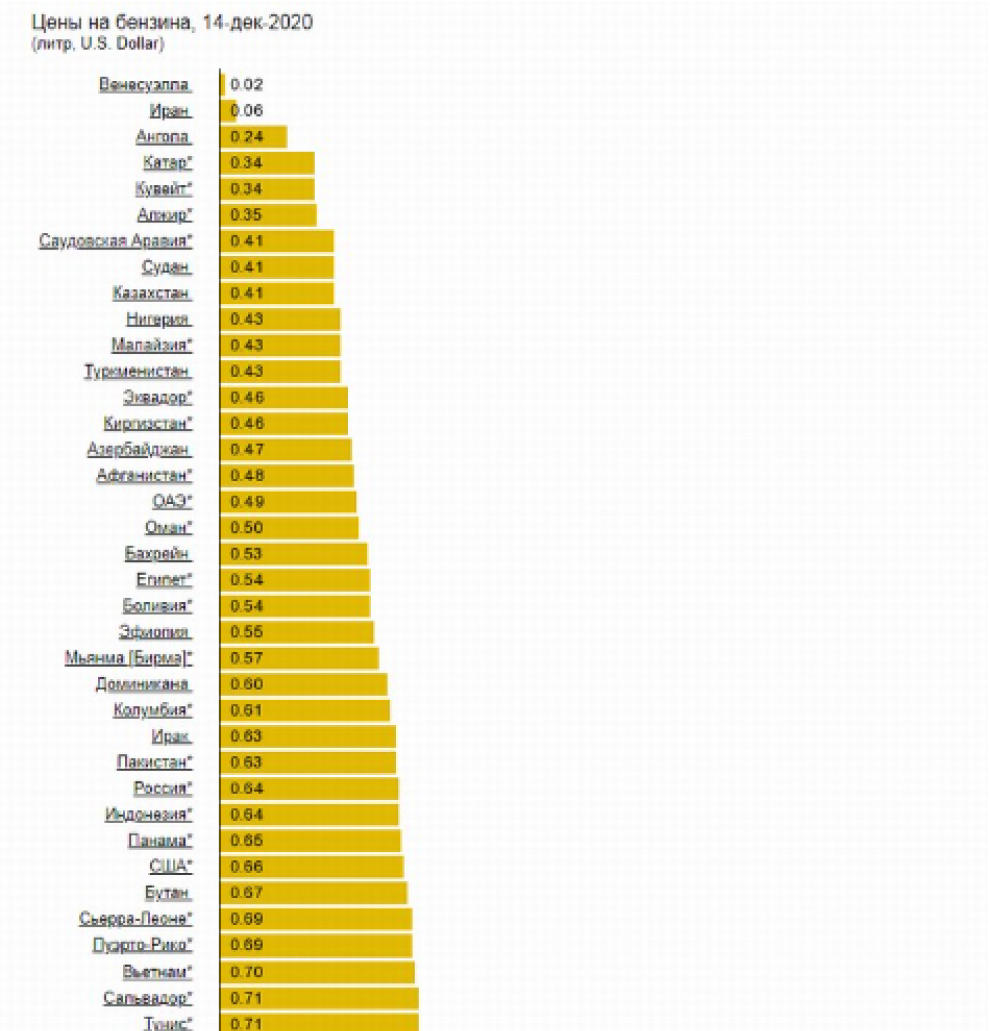 Цены на бензина, 14-дек-2020
(литр, U.S. Dollar)
Венесуэлла 0.02
Иран 0.06
Ангола 0.24
Катар* 0.34
Кувейт* 0.34
Алжир* 0.35
Саудовская Аравия* 0.41
Судан 0.41
Казахстан 0.41
Нигерия 0.43
Малайзия* 0.43
Туркменистан 0.43
Эквадор* 0.46
Киргизстан* 0.46
Азербайджан 0.47
Афганистан* 0.48
ОАЭ* 0.49
Оман* 0.50
Бахрейн 0.53
Египет* 0.54
Боливия* 0.54
Эфиопия 0.55
Мьянма [Бирма]* 0.57
Доминикана 0.60
Колумбия* 0.61
Ирак 0.63
Пакистан* 0.63
Россия* 0.64
Индонезия* 0.64
Панама* 0.65
США* 0.66
Бутан 0.67
Сьерра-Леоне* 0.69
Пуэрто-Рико* 0.69
Вьетнам* 0.70
Сальвадор* 0.71
Тунис* 0.71